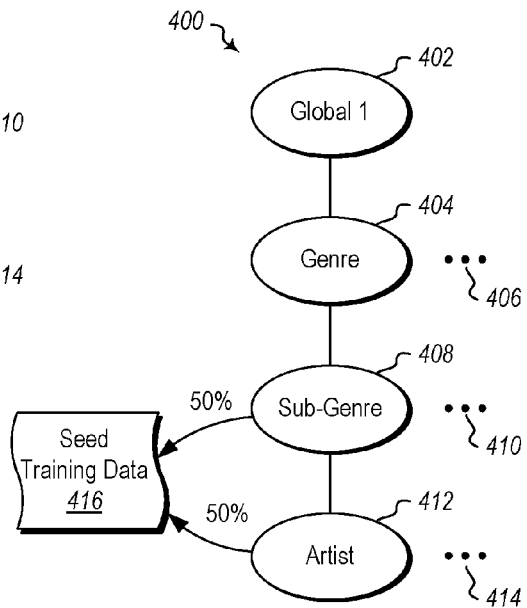 400
402
10
Global 1
404
14
Genre
406
408
50%
Sub-Genre
410
Seed
Training Data
416
50%
412
Artist
414